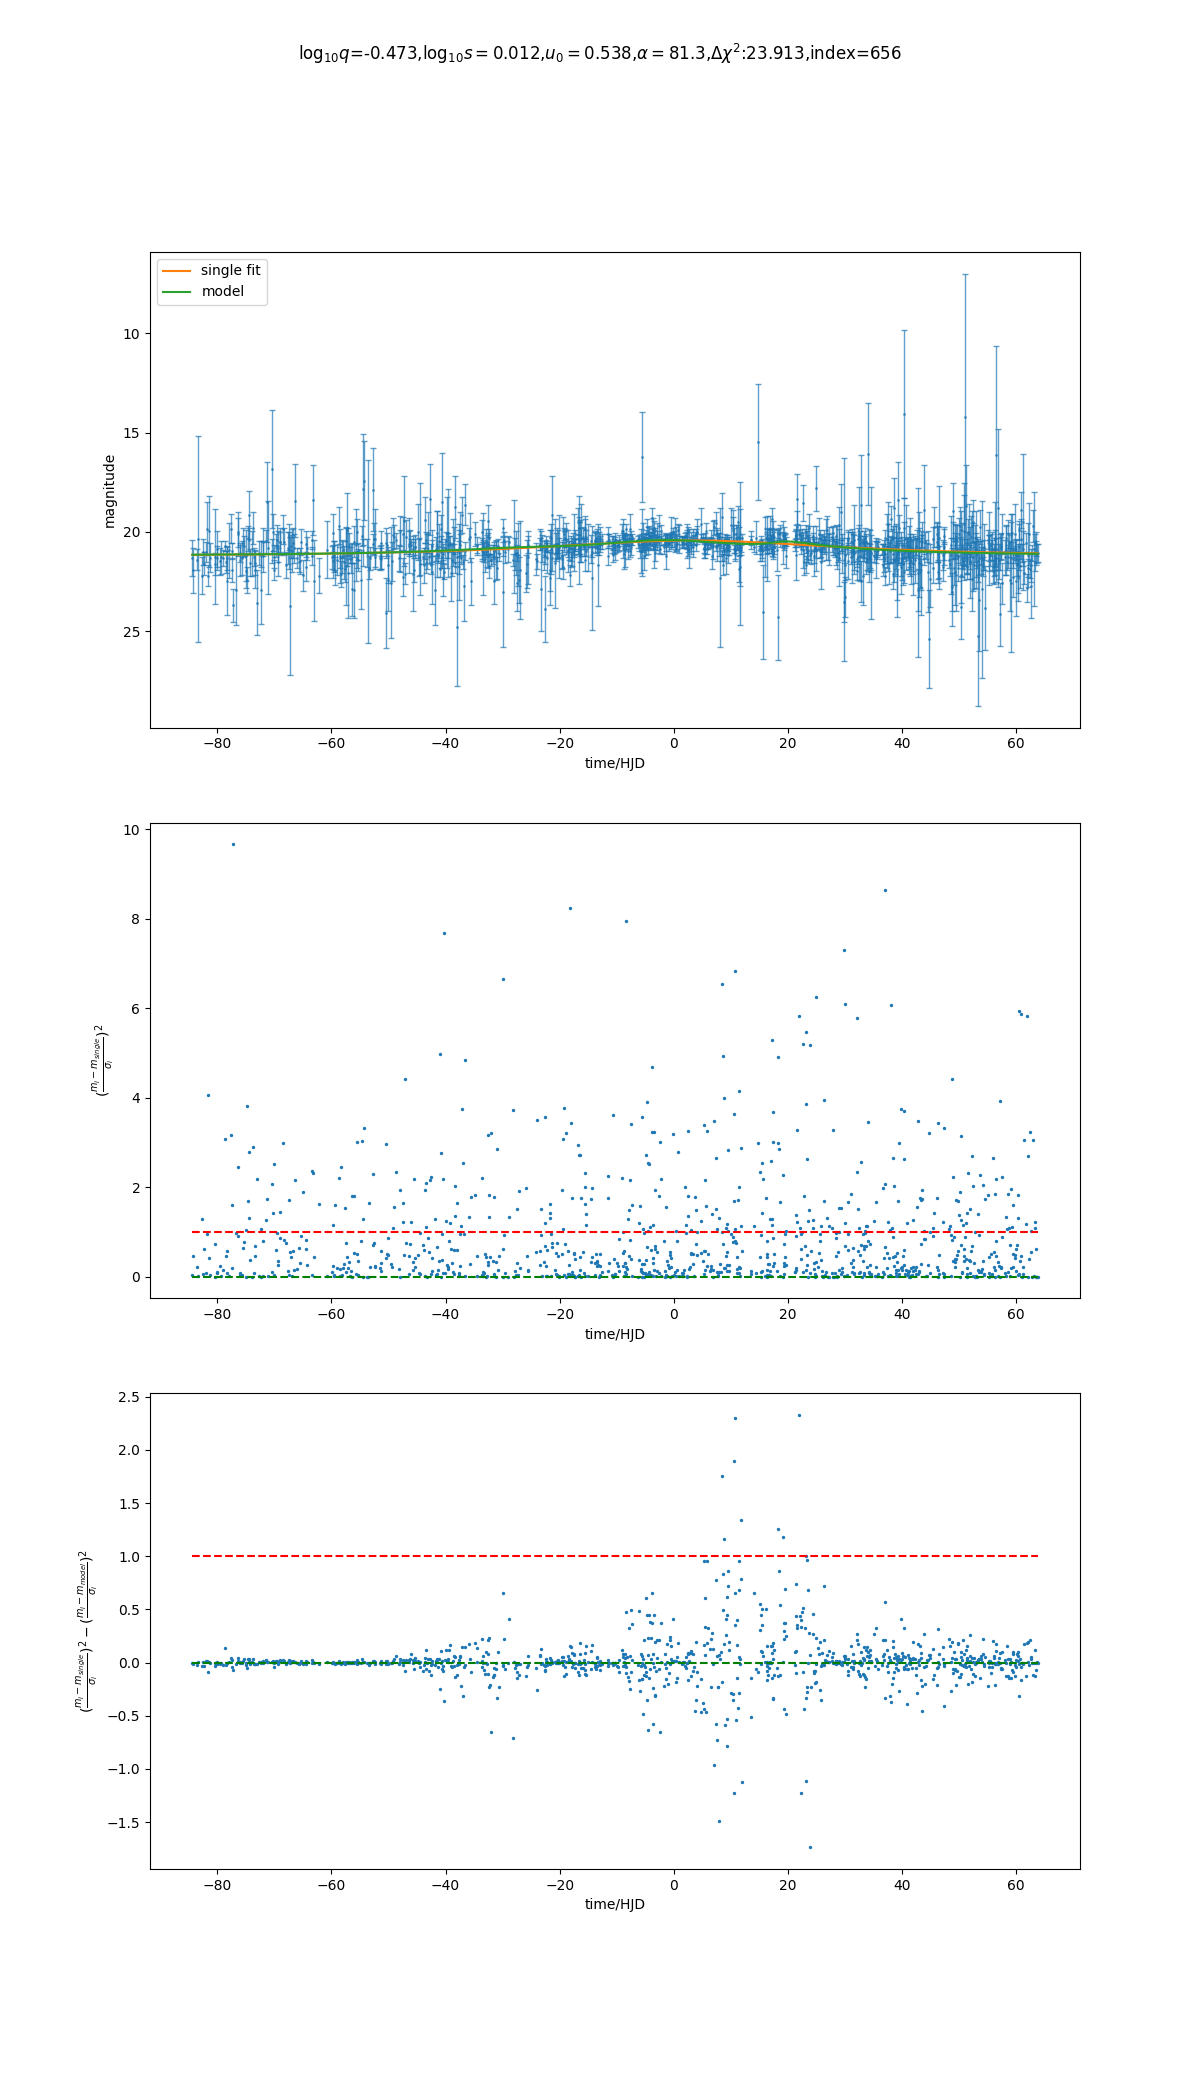 log₁₀q=-0.473,log₁₀s = 0.012,u₀ = 0.538,α = 81.3,Δχ²:23.913,index=656
single fit
model
10
15
20
25
magnitude
−80 −60 −40 −20 0 20 40 60
time/HJD
10
8
6
4
2
0
((mᵢ − m_single)/σᵢ)²
−80 −60 −40 −20 0 20 40 60
time/HJD
2.5
2.0
1.5
1.0
0.5
0.0
−0.5
−1.0
−1.5
((mᵢ − m_single)/σᵢ)² − ((mᵢ − m_model)/σᵢ)²
−80 −60 −40 −20 0 20 40 60
time/HJD